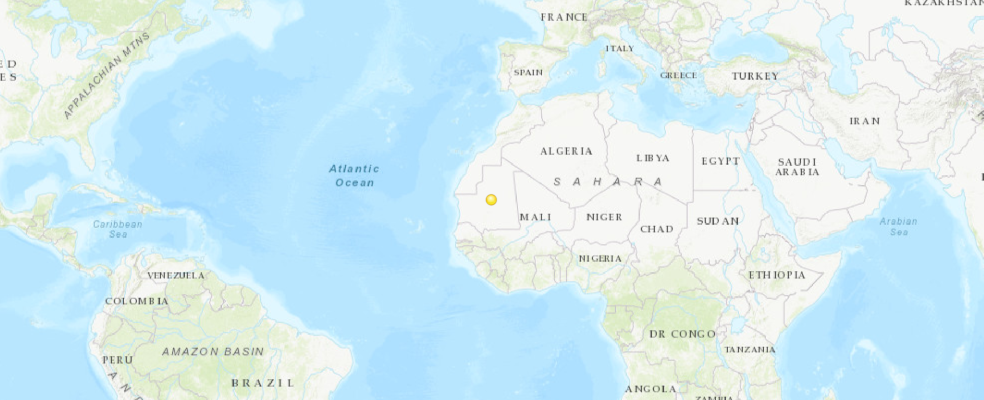 KAZAKHSTAN
FRANCE
ITALY
APPALACHIAN MTNS
ED
ES
SPAIN
GREECE
TURKEY
IRAN
ALGERIA
LIBYA
EGYPT
SAUDI
ARABIA
Atlantic
Ocean
SAHARA
MALI
NIGER
CHAD
SUDAN
Caribbean
Sea
Arabian
Sea
NIGERIA
ETHIOPIA
VENEZUELA
COLOMBIA
DR CONGO
TANZANIA
AMAZON BASIN
PERU
AND
BRAZIL
ANGOLA
ZAMBIA